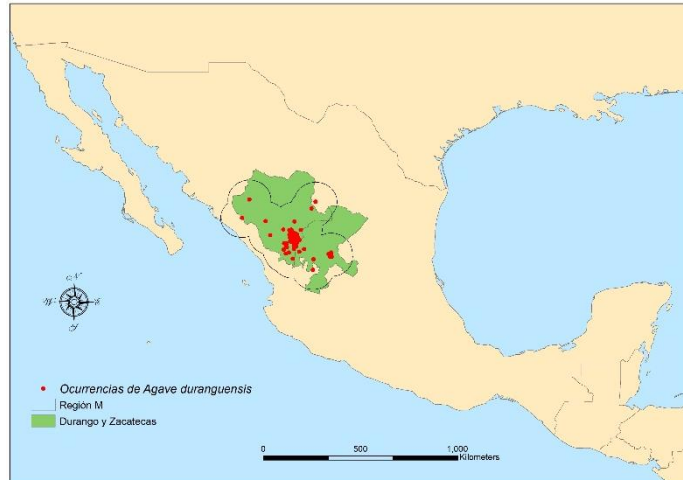 N
S
Ocurrencias de Agave duranguensis
Región M
Durango y Zacatecas
0 500 1,000
Kilometers